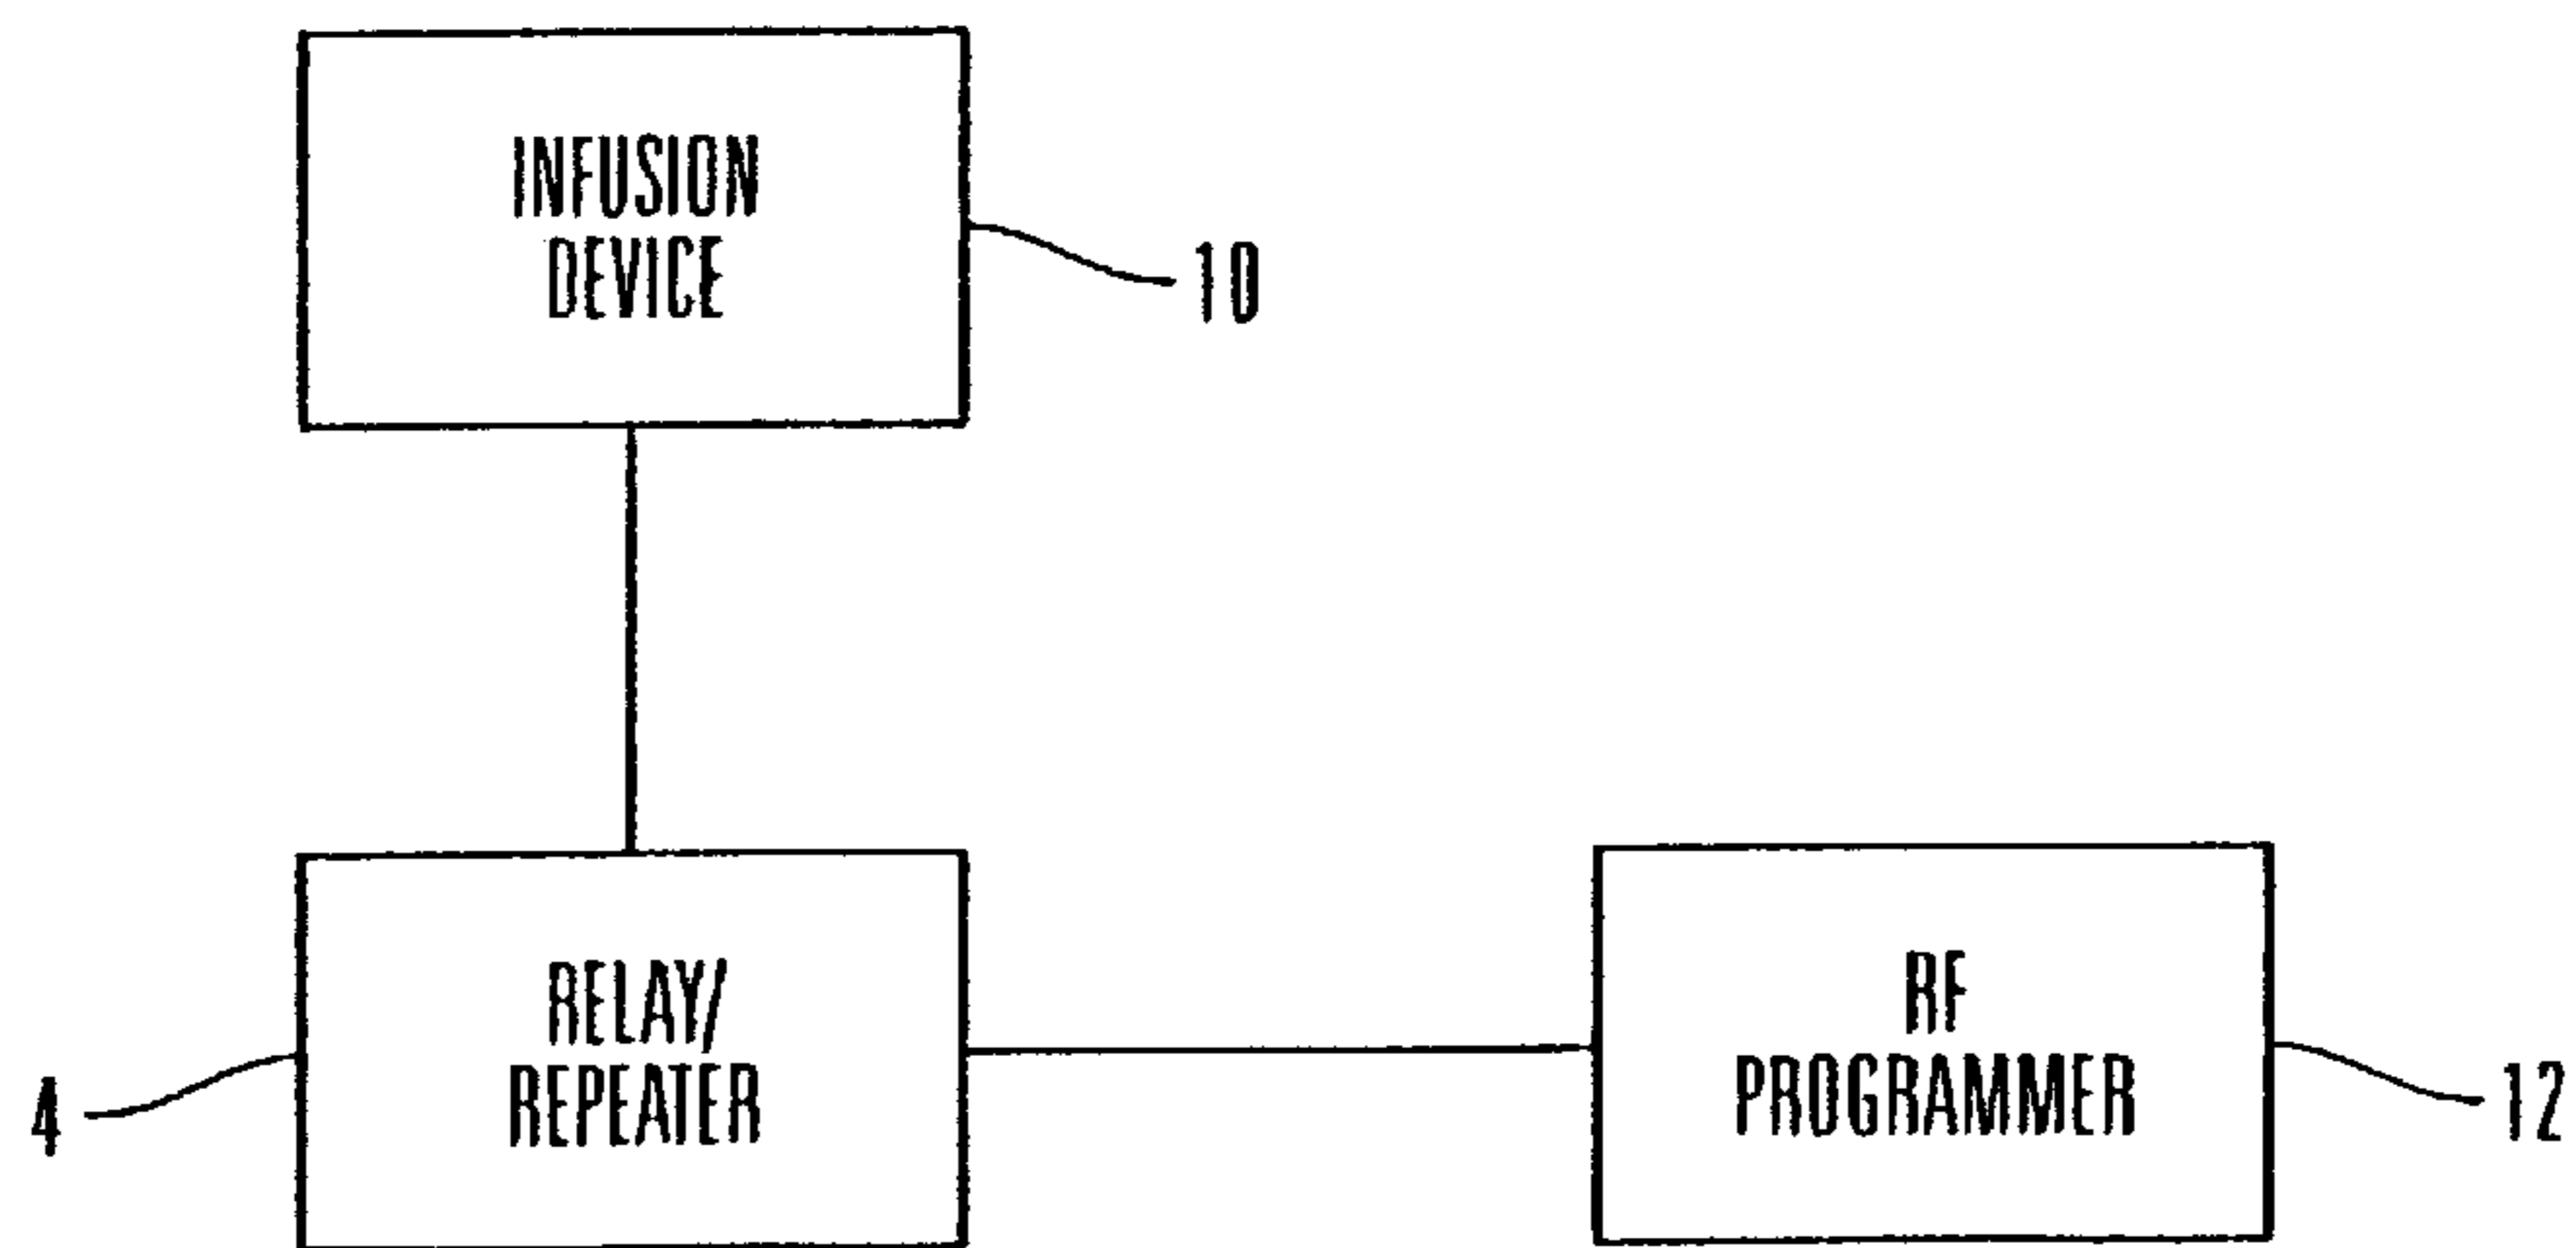 INFUSION
DEVICE
10
RELAY/
REPEATER
4
RF
PROGRAMMER
12